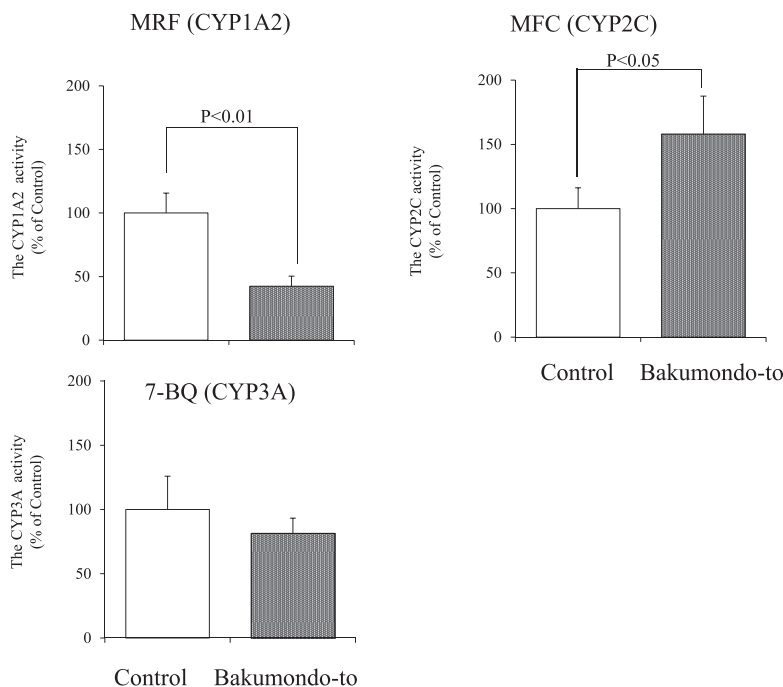 MRF (CYP1A2)
200
150
100
50
0
The CYP1A2 activity
(% of Control)
P<0.01
MFC (CYP2C)
P<0.05
200
150
100
50
0
The CYP2C activity
(% of Control)
Control Bakumondo-to
7-BQ (CYP3A)
200
150
100
50
0
The CYP3A activity
(% of Control)
Control Bakumondo-to